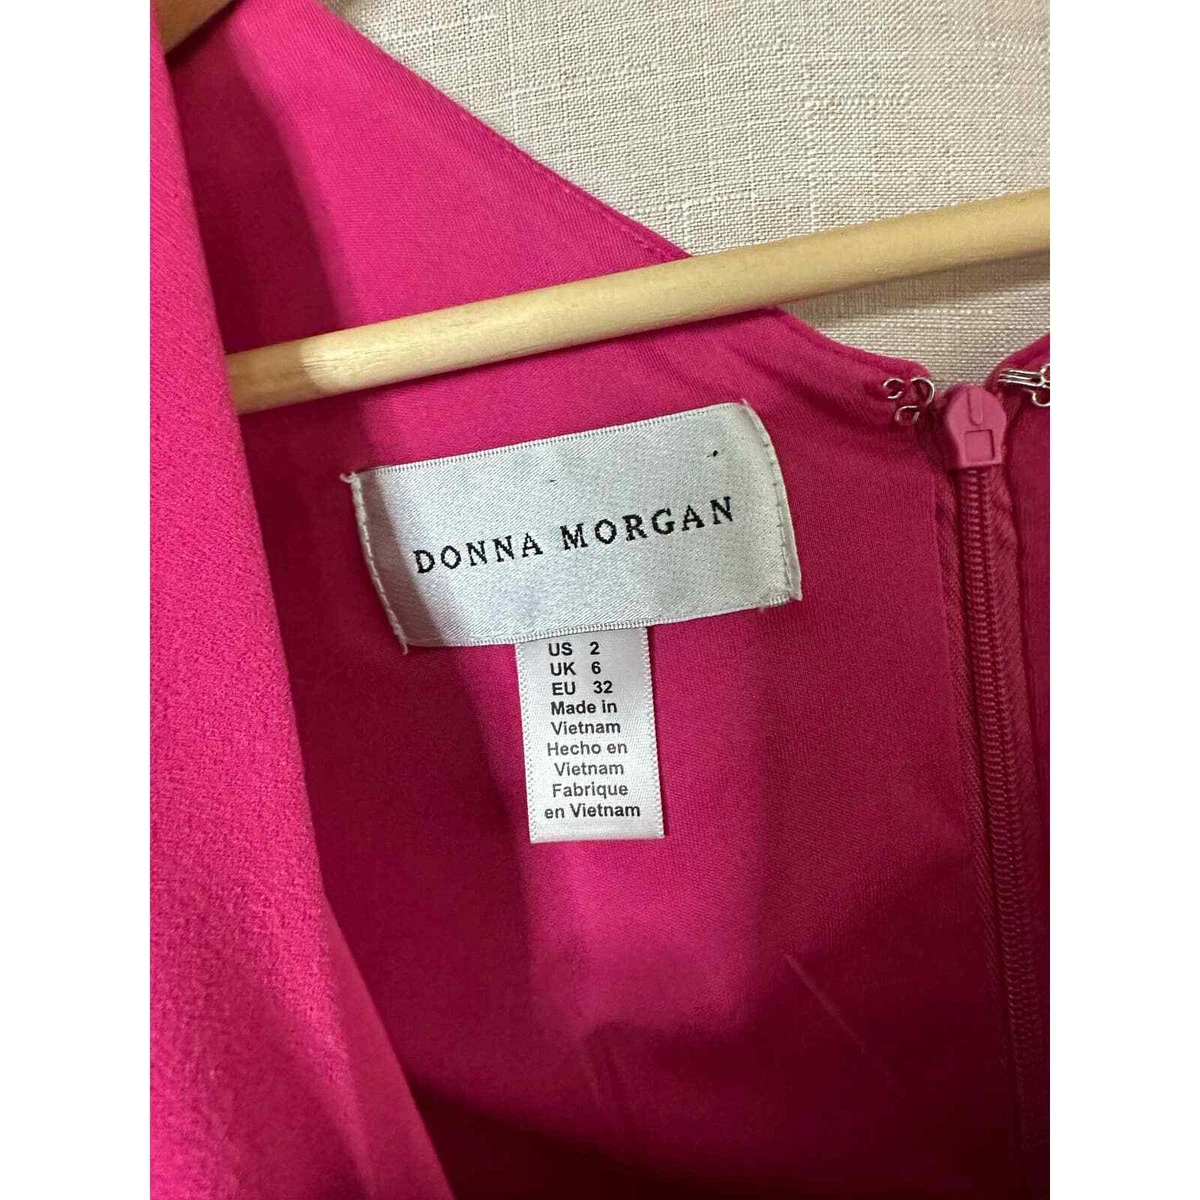 DONNA MORGAN
US 2
UK 6
EU 32
Made in
Vietnam
Hecho en
Vietnam
Fabrique
en Vietnam